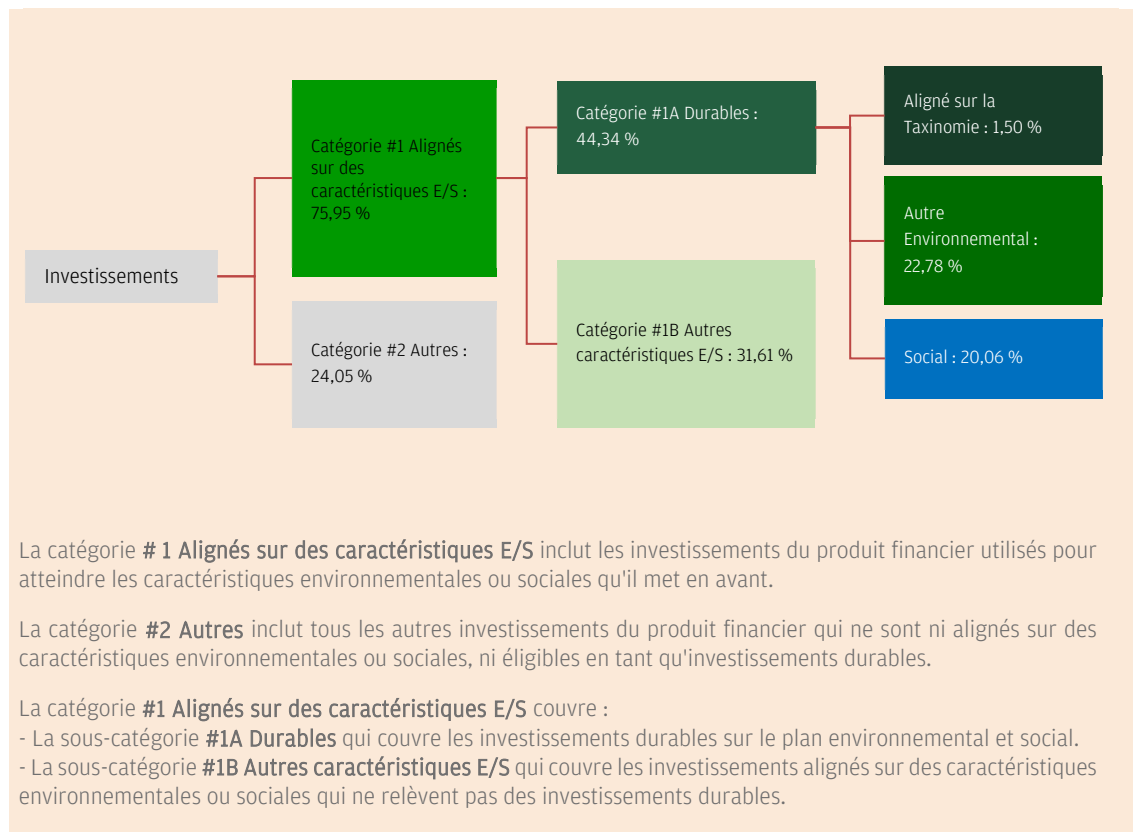 Investissements
Catégorie #1 Alignés
sur des
caractéristiques E/S :
75,95 %
Catégorie #2 Autres :
24,05 %
Catégorie #1A Durables :
44,34 %
Catégorie #1B Autres
caractéristiques E/S : 31,61 %
Aligné sur la
Taxinomie : 1,50 %
Autre
Environnemental :
22,78 %
Social : 20,06 %
La catégorie # 1 Alignés sur des caractéristiques E/S inclut les investissements du produit financier utilisés pour
atteindre les caractéristiques environnementales ou sociales qu'il met en avant.
La catégorie #2 Autres inclut tous les autres investissements du produit financier qui ne sont ni alignés sur des
caractéristiques environnementales ou sociales, ni éligibles en tant qu'investissements durables.
La catégorie #1 Alignés sur des caractéristiques E/S couvre :
- La sous-catégorie #1A Durables qui couvre les investissements durables sur le plan environnemental et social.
- La sous-catégorie #1B Autres caractéristiques E/S qui couvre les investissements alignés sur des caractéristiques
environnementales ou sociales qui ne relèvent pas des investissements durables.